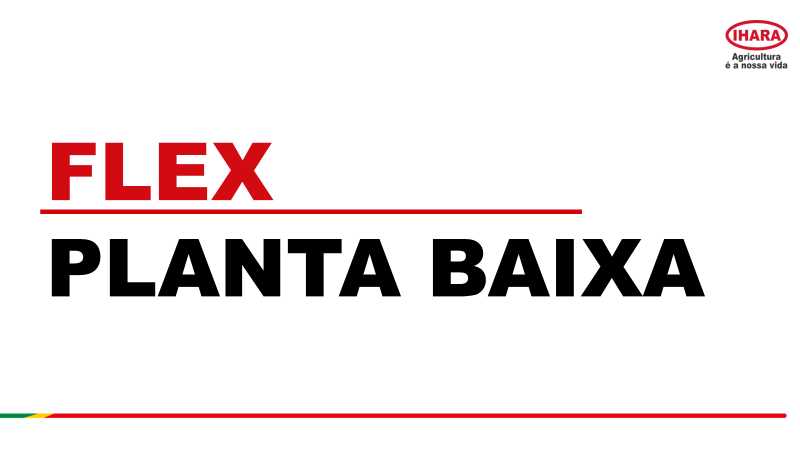 IHARA
Agricultura
é a nossa vida
FLEX
PLANTA BAIXA